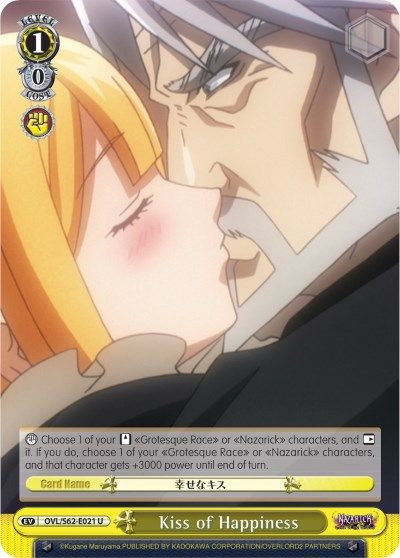 LEVEL
1
0
COST
Choose 1 of your «Grotesque Race» or «Nazarick» characters, and
it. If you do, choose 1 of your «Grotesque Race» or «Nazarick» characters,
and that character gets +3000 power until end of turn.
Card Name 幸せなキス
EV OVL/S62-E021 U Kiss of Happiness NAZARICK
©Kugane Maruyama,PUBLISHED BY KADOKAWA CORPORATION/OVERLORD2 PARTNERS